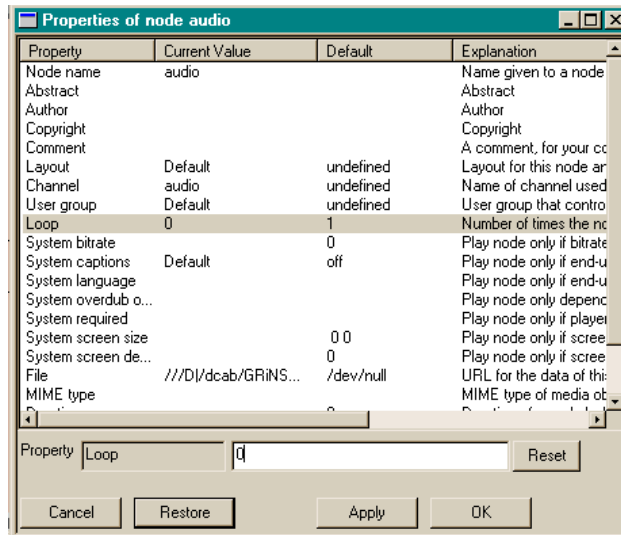 Properties of node audio
Property Current Value Default Explanation
Node name audio Name given to a node
Abstract Abstract
Author Author
Copyright Copyright
Comment A comment, for your co
Layout Default undefined Layout for this node an
Channel audio undefined Name of channel used
User group Default undefined User group that contro
Loop 0 1 Number of times the no
System bitrate 0 Play node only if bitrate
System captions Default off Play node only if end-u
System language Play node only if end-u
System overdub o... Play node only depend
System required Play node only if player
System screen size 0 0 Play node only if scree
System screen de... 0 Play node only if scree
File ///D|/dcab/GRiNS... /dev/null URL for the data of this
MIME type MIME type of media ob
Property Loop 0 Reset
Cancel Restore Apply OK